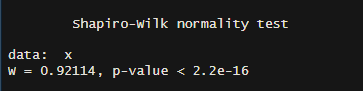 Shapiro-Wilk normality test
data:  x
W = 0.92114, p-value < 2.2e-16